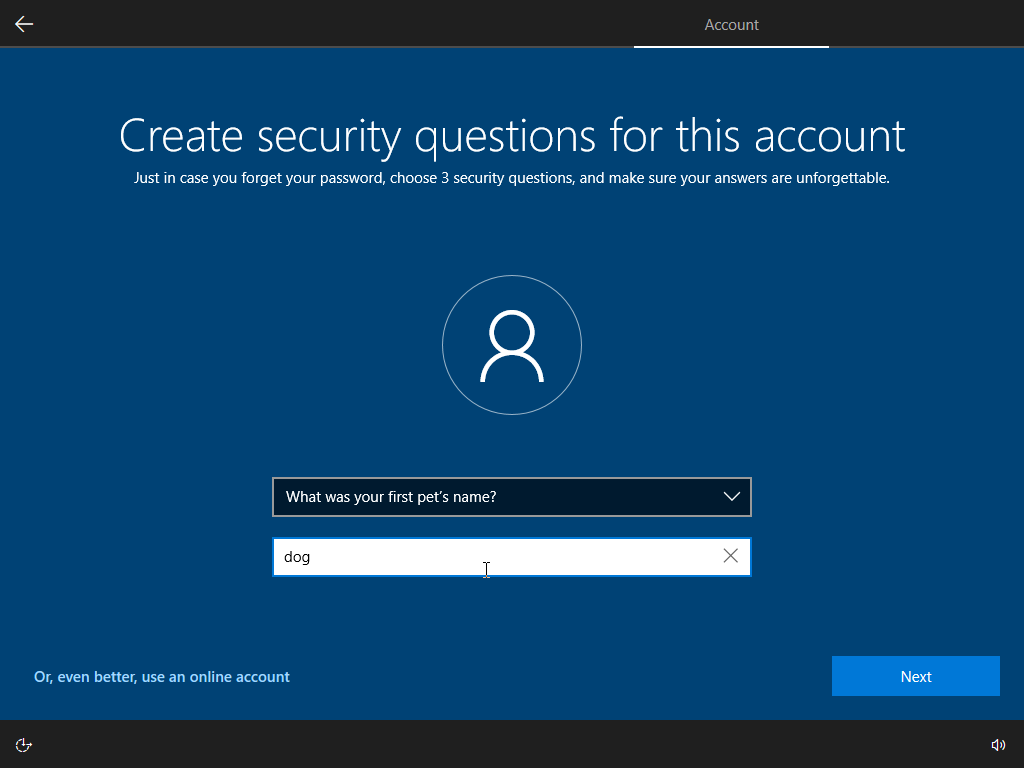 Account
Create security questions for this account
Just in case you forget your password, choose 3 security questions, and make sure your answers are unforgettable.
What was your first pet’s name?
dog
Or, even better, use an online account
Next